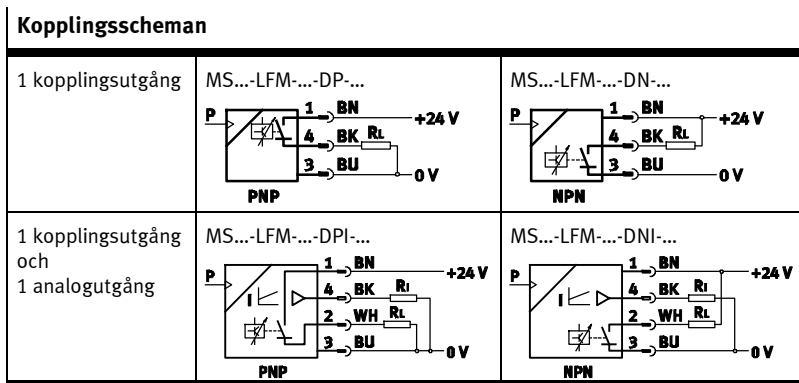 Kopplingsscheman
1 kopplingsutgång
MS...-LFM-...-DP-...
P
1 BN
+24 V
4 BK RL
3 BU
0 V
PNP
MS...-LFM-...-DN-...
P
1 BN
+24 V
4 BK RL
3 BU
0 V
NPN
1 kopplingsutgång
och
1 analogutgång
MS...-LFM-...-DPI-...
P
1 BN
+24 V
I
4 BK RI
2 WH RL
3 BU
0 V
PNP
MS...-LFM-...-DNI-...
P
1 BN
+24 V
I
4 BK RI
2 WH RL
3 BU
0 V
NPN